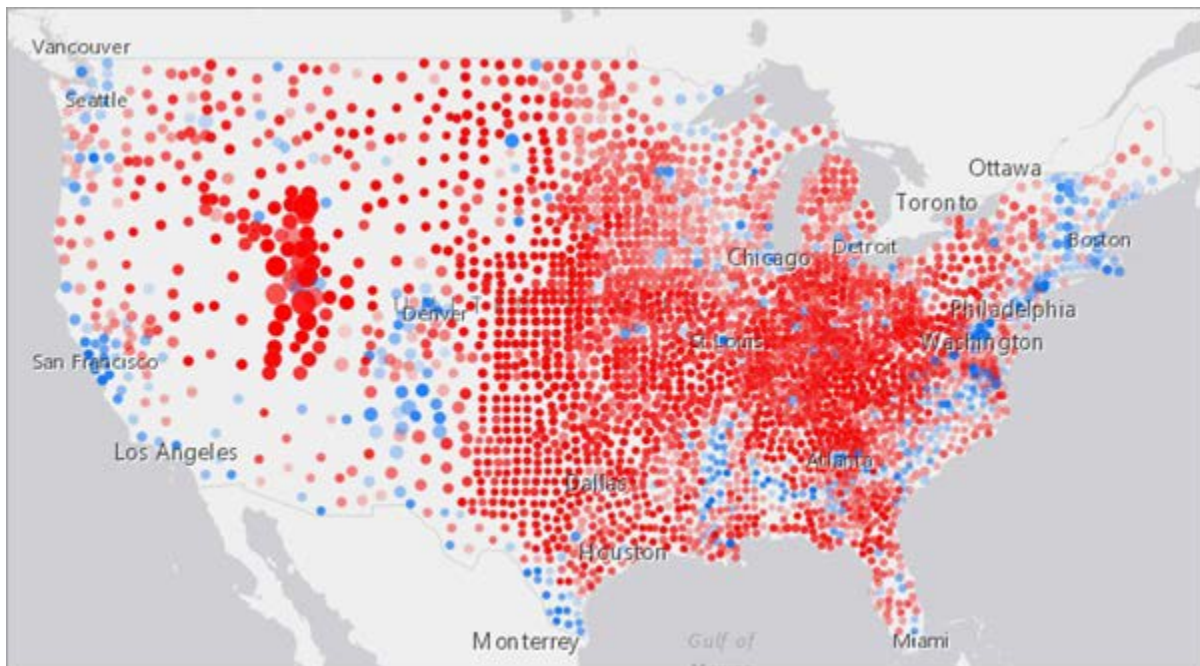 Vancouver
Seattle
Ottawa
Toronto
Boston
Detroit
Chicago
Denver
Philadelphia
St Louis
Washington
San Francisco
Los Angeles
Atlanta
Dallas
Houston
Monterrey
Gulf of
Miami